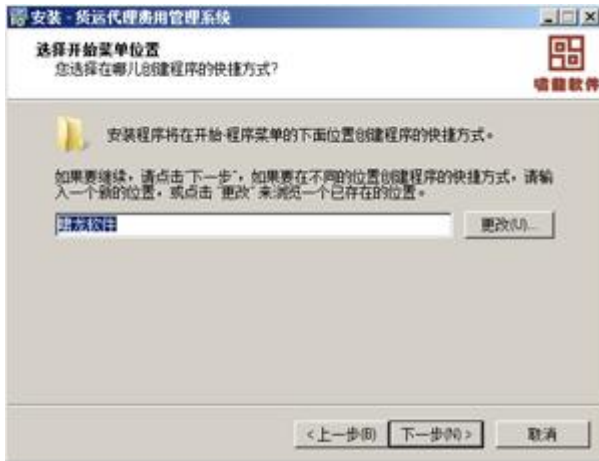 安装 - 货运代理费用管理系统
选择开始菜单位置
您选择在哪儿创建程序的快捷方式?
软件
安装程序将在开始·程序菜单的下面位置创建程序的快捷方式。
如果要继续，请点击"下一步"，如果要在不同的位置创建程序的快捷方式，请输
入一个新的位置，或点击"更改"来浏览一个已存在的位置。
软件
更改(U)...
<上一步(B)
下一步(N)>
取消